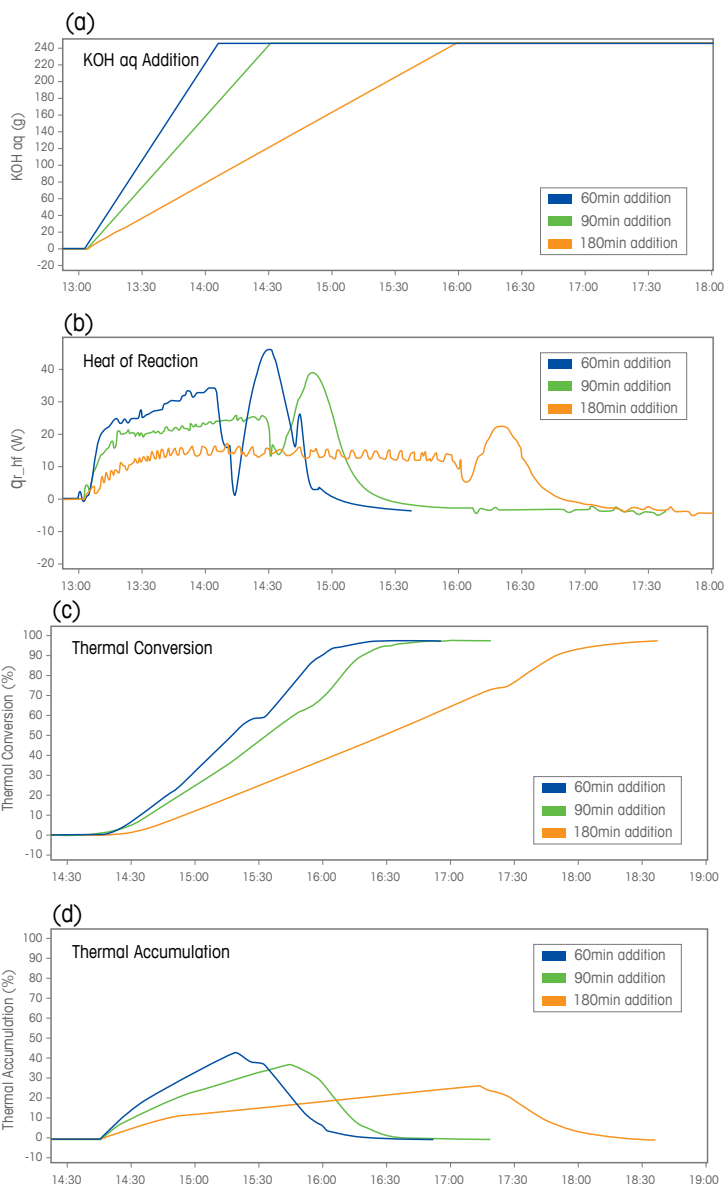 (a)
KOH aq Addition
KOH aq (g)
240
220
200
180
160
140
120
100
80
60
40
20
0
-20
60min addition
90min addition
180min addition
13:00 13:30 14:00 14:30 15:00 15:30 16:00 16:30 17:00 17:30 18:00
(b)
Heat of Reaction
qr_hf (W)
40
30
20
10
0
-10
-20
60min addition
90min addition
180min addition
13:00 13:30 14:00 14:30 15:00 15:30 16:00 16:30 17:00 17:30 18:00
(c)
Thermal Conversion
Thermal Conversion (%)
100
90
80
70
60
50
40
30
20
10
0
-10
60min addition
90min addition
180min addition
14:30 14:30 15:00 15:30 16:00 16:30 17:00 17:30 18:00 18:30 19:00
(d)
Thermal Accumulation
Thermal Accumulation (%)
100
90
80
70
60
50
40
30
20
10
0
-10
60min addition
90min addition
180min addition
14:30 14:30 15:00 15:30 16:00 16:30 17:00 17:30 18:00 18:30 19:00